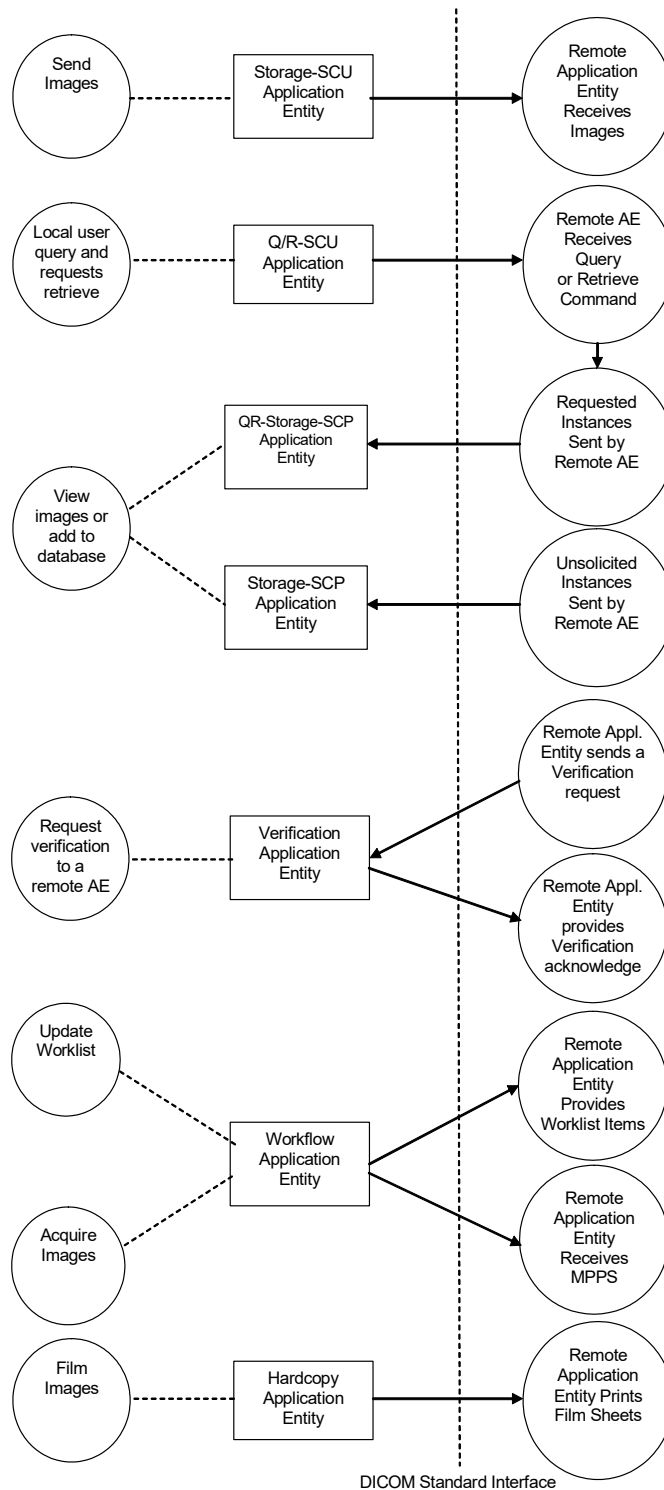 Send
Images
Storage-SCU
Application
Entity
Remote
Application
Entity
Receives
Images
Local user
query and
requests
retrieve
Q/R-SCU
Application
Entity
Remote AE
Receives
Query
or Retrieve
Command
QR-Storage-SCP
Application
Entity
Requested
Instances
Sent by
Remote AE
View
images or
add to
database
Storage-SCP
Application
Entity
Unsolicited
Instances
Sent by
Remote AE
Remote Appl.
Entity sends a
Verification
request
Request
verification
to a
remote AE
Verification
Application
Entity
Remote Appl.
Entity
provides
Verification
acknowledge
Update
Worklist
Remote
Application
Entity
Provides
Worklist Items
Workflow
Application
Entity
Acquire
Images
Remote
Application
Entity
Receives
MPPS
Film
Images
Hardcopy
Application
Entity
Remote
Application
Entity Prints
Film Sheets
DICOM Standard Interface